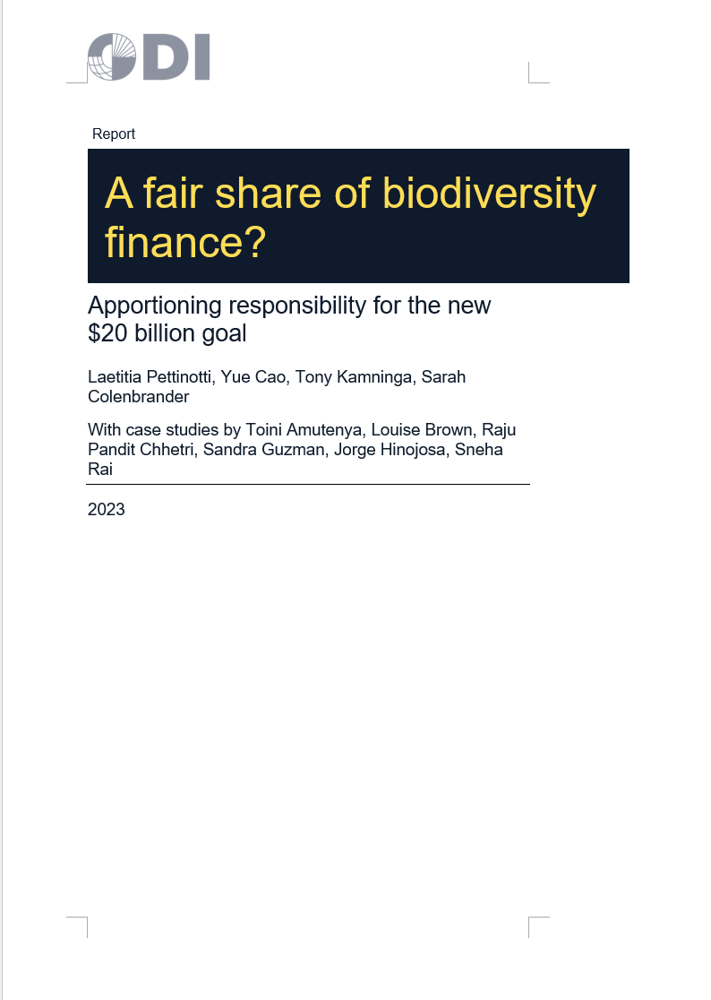 ODI
Report
A fair share of biodiversity
finance?
Apportioning responsibility for the new
$20 billion goal
Laetitia Pettinotti, Yue Cao, Tony Kamninga, Sarah
Colenbrander
With case studies by Toini Amutenya, Louise Brown, Raju
Pandit Chhetri, Sandra Guzman, Jorge Hinojosa, Sneha
Rai
2023